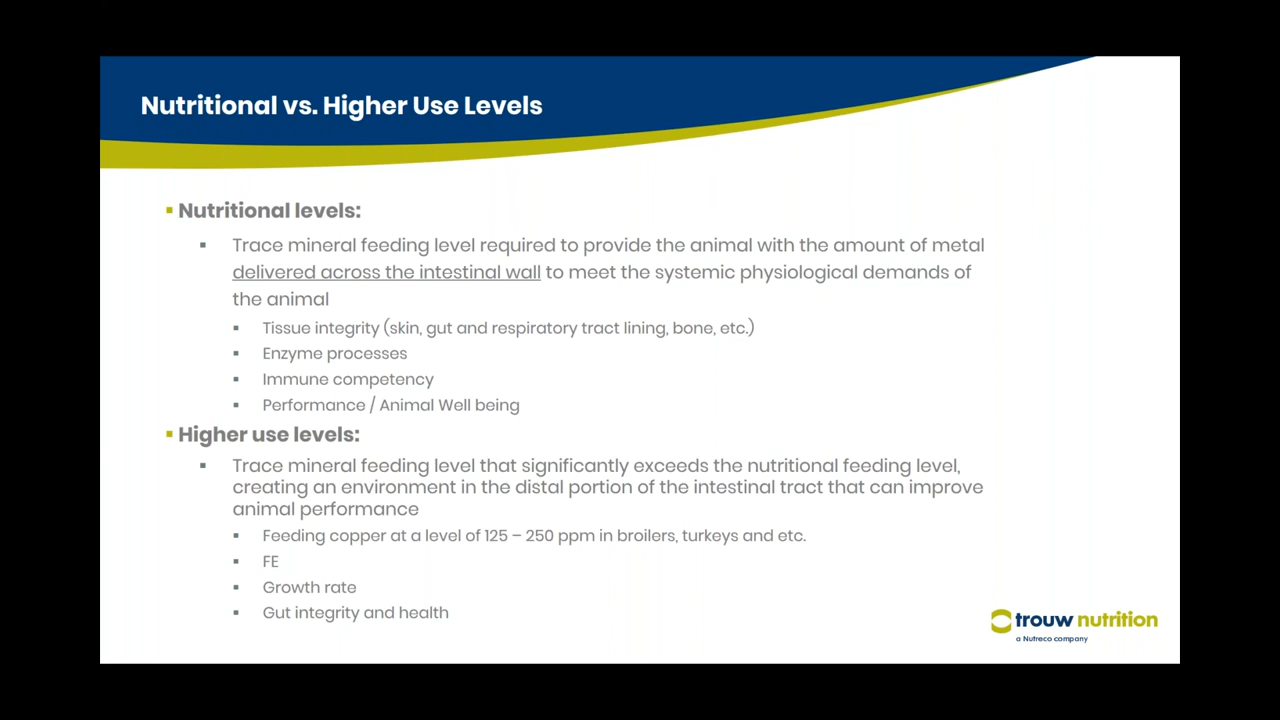 Nutritional vs. Higher Use Levels
▪ Nutritional levels:
▪ Trace mineral feeding level required to provide the animal with the amount of metal
delivered across the intestinal wall to meet the systemic physiological demands of
the animal
▪ Tissue integrity (skin, gut and respiratory tract lining, bone, etc.)
▪ Enzyme processes
▪ Immune competency
▪ Performance / Animal Well being
▪ Higher use levels:
▪ Trace mineral feeding level that significantly exceeds the nutritional feeding level,
creating an environment in the distal portion of the intestinal tract that can improve
animal performance
▪ Feeding copper at a level of 125 – 250 ppm in broilers, turkeys and etc.
▪ FE
▪ Growth rate
▪ Gut integrity and health
trouw nutrition
a Nutreco company